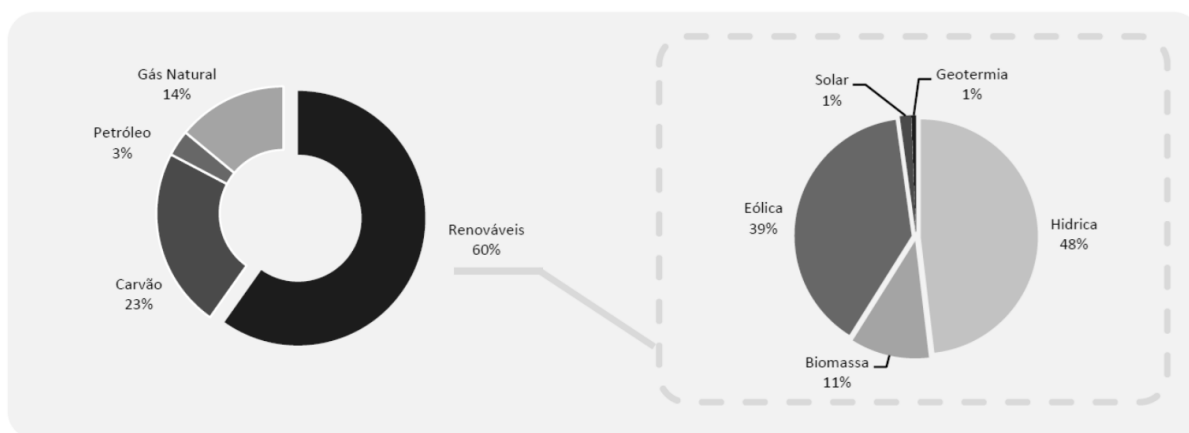 Gás Natural
14%
Petróleo
3%
Carvão
23%
Renováveis
60%
Solar
1%
Geotermia
1%
Eólica
39%
Hidrica
48%
Biomassa
11%